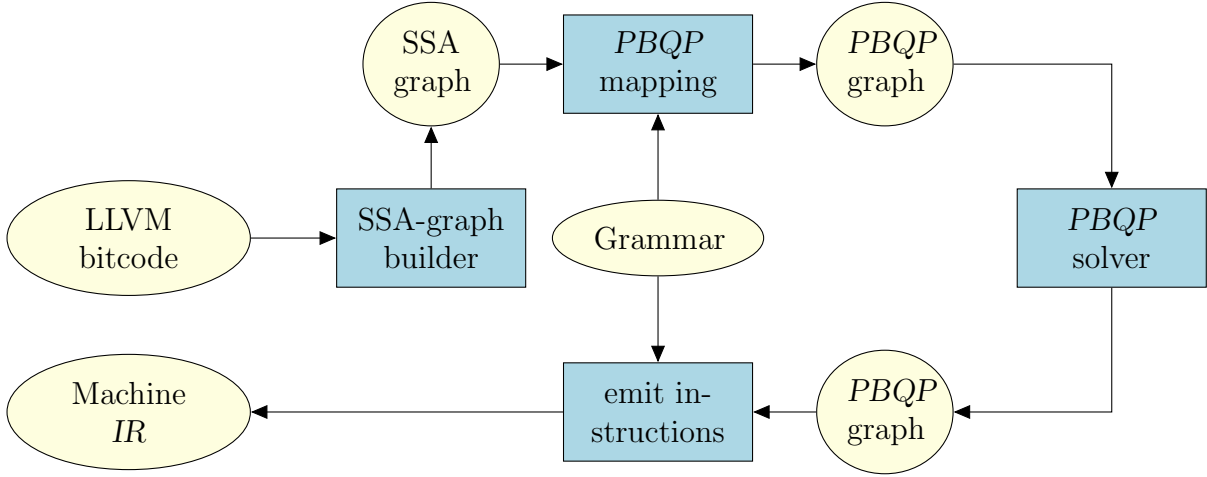 SSA
graph
PBQP
mapping
PBQP
graph
LLVM
bitcode
SSA-graph
builder
Grammar
PBQP
solver
Machine
IR
emit in-
structions
PBQP
graph